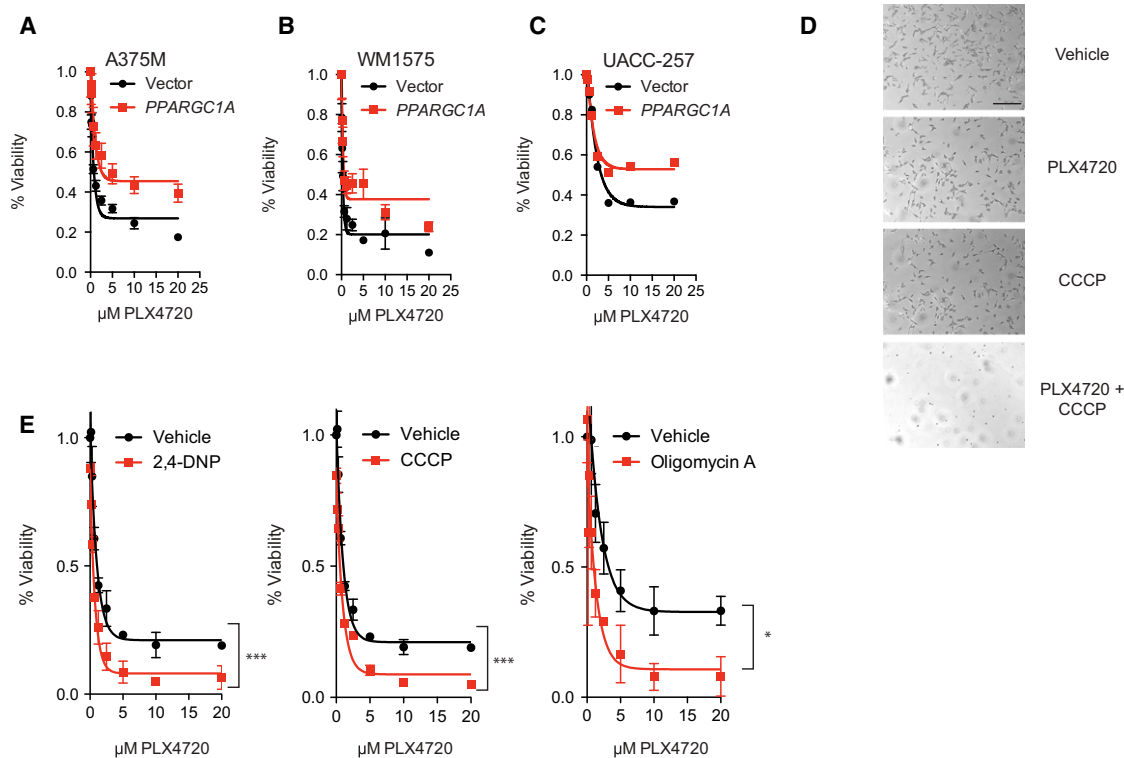 A
A375M
Vector
PPARGC1A
1.0
0.8
0.6
0.4
0.2
0.0
% Viability
0 5 10 15 20 25
µM PLX4720
B
WM1575
Vector
PPARGC1A
1.0
0.8
0.6
0.4
0.2
0.0
% Viability
0 5 10 15 20 25
µM PLX4720
C
UACC-257
Vector
PPARGC1A
1.0
0.8
0.6
0.4
0.2
0.0
% Viability
0 5 10 15 20 25
µM PLX4720
D
Vehicle
PLX4720
CCCP
PLX4720 +
CCCP
E
Vehicle
2,4-DNP
1.0
0.5
0.0
% Viability
0 5 10 15 20
µM PLX4720
***
Vehicle
CCCP
1.0
0.5
0.0
% Viability
0 5 10 15 20
µM PLX4720
***
Vehicle
Oligomycin A
1.0
0.5
0.0
% Viability
0 5 10 15 20
µM PLX4720
*